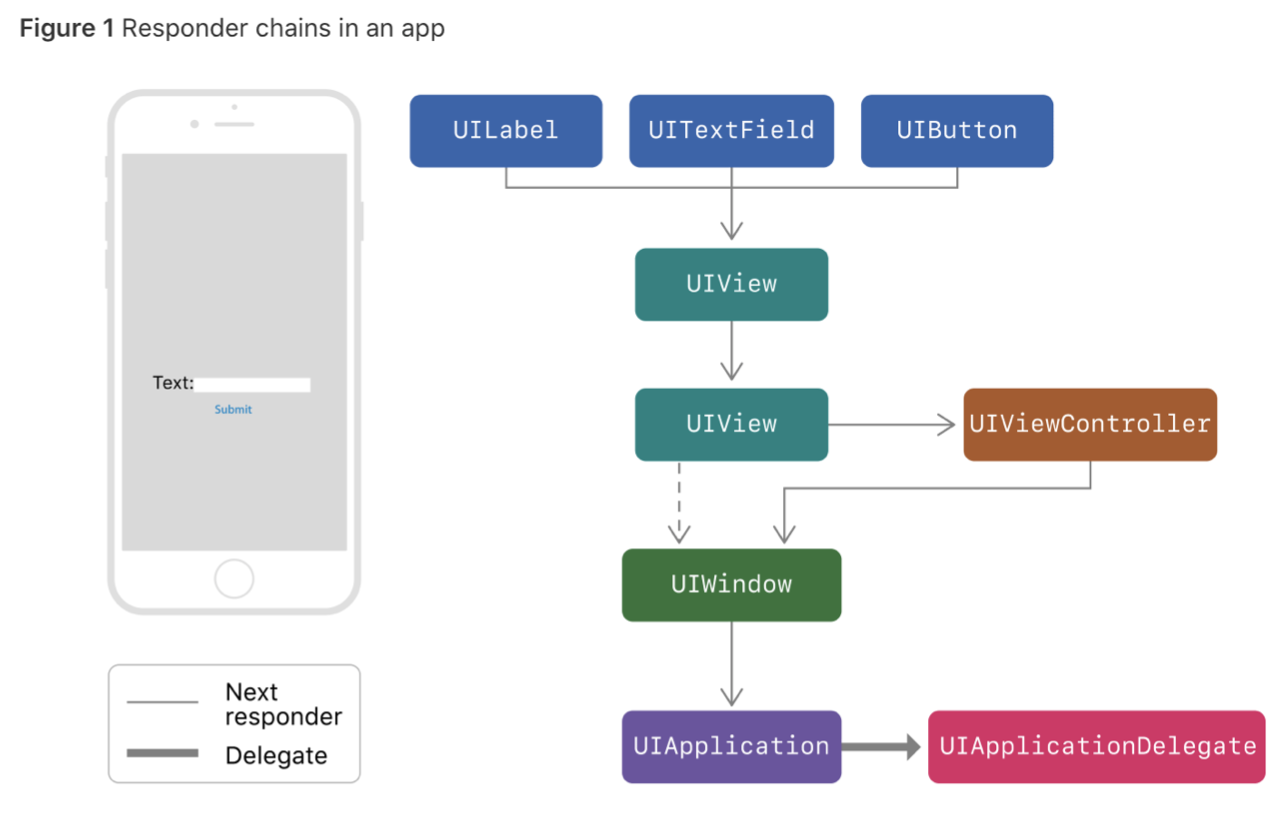 Figure 1 Responder chains in an app
UILabel
UITextField
UIButton
UIView
Text:
Submit
UIView
UIViewController
UIWindow
Next
responder
Delegate
UIApplication
UIApplicationDelegate